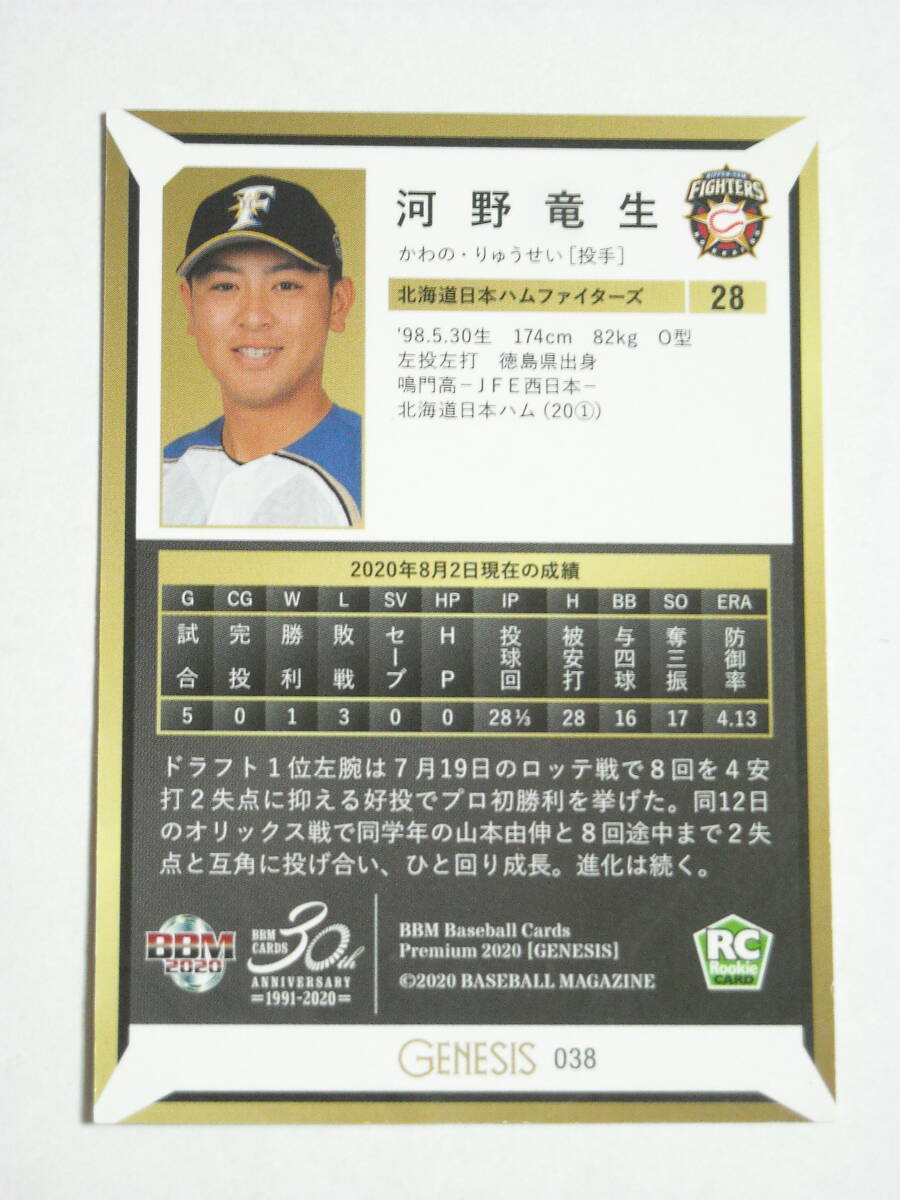 河野竜生
NIPPON-HAM
FIGHTERS
HOKKAIDO
かわの・りゅうせい［投手］
北海道日本ハムファイターズ 28
'98.5.30生 174cm 82kg O型
左投左打 徳島県出身
鳴門高－JFE西日本－
北海道日本ハム（20①）
2020年8月2日現在の成績
G CG W L SV HP IP H BB SO ERA
試合 完投 勝利 敗戦 セーブ HP 投球回 被安打 与四球 奪三振 防御率
5 0 1 3 0 0 28⅓ 28 16 17 4.13
ドラフト１位左腕は７月19日のロッテ戦で８回を４安
打２失点に抑える好投でプロ初勝利を挙げた。同12日
のオリックス戦で同学年の山本由伸と８回途中まで２失
点と互角に投げ合い、ひと回り成長。進化は続く。
BBM
2020
BBM
CARDS
30th
ANNIVERSARY
=1991-2020=
BBM Baseball Cards
Premium 2020 [GENESIS]
©2020 BASEBALL MAGAZINE
RC
Rookie
CARD
GENESIS 038